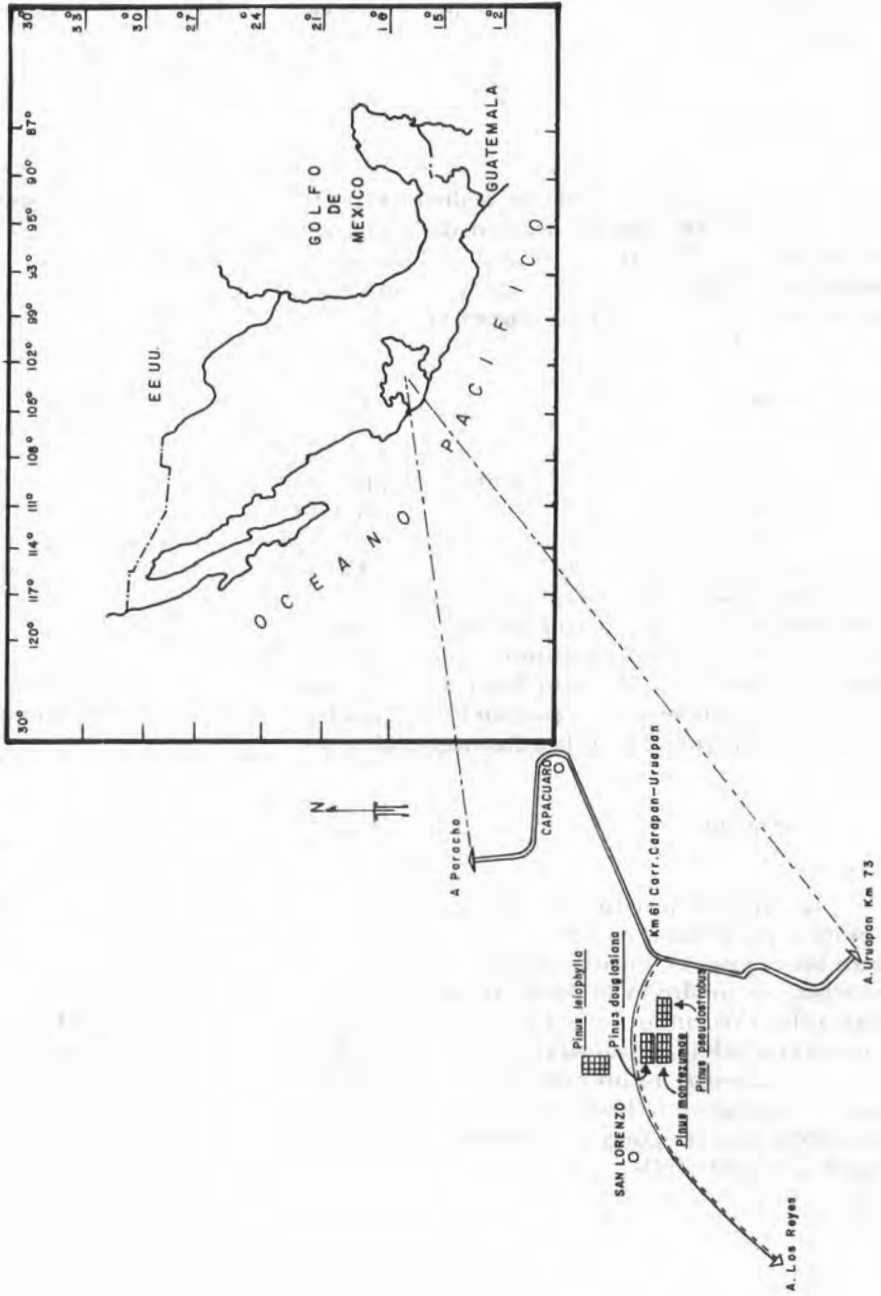 120°
117°
114°
111°
108°
105°
102°
99°
93°
95°
90°
87°
30°
30°
33°
30°
27°
24°
21°
18°
15°
12°
EE UU.
GOLFO
DE
MEXICO
GUATEMALA
OCEANO
PACIFICO
N
A Paracho
CAPACUARO
Km 61 Corr. Carapan-Uruapan
A. Uruapan Km 73
Pinus leiophylla
Pinus douglasiana
Pinus montezumae
Pinus pseudostrobus
SAN LORENZO
A. Los Reyes